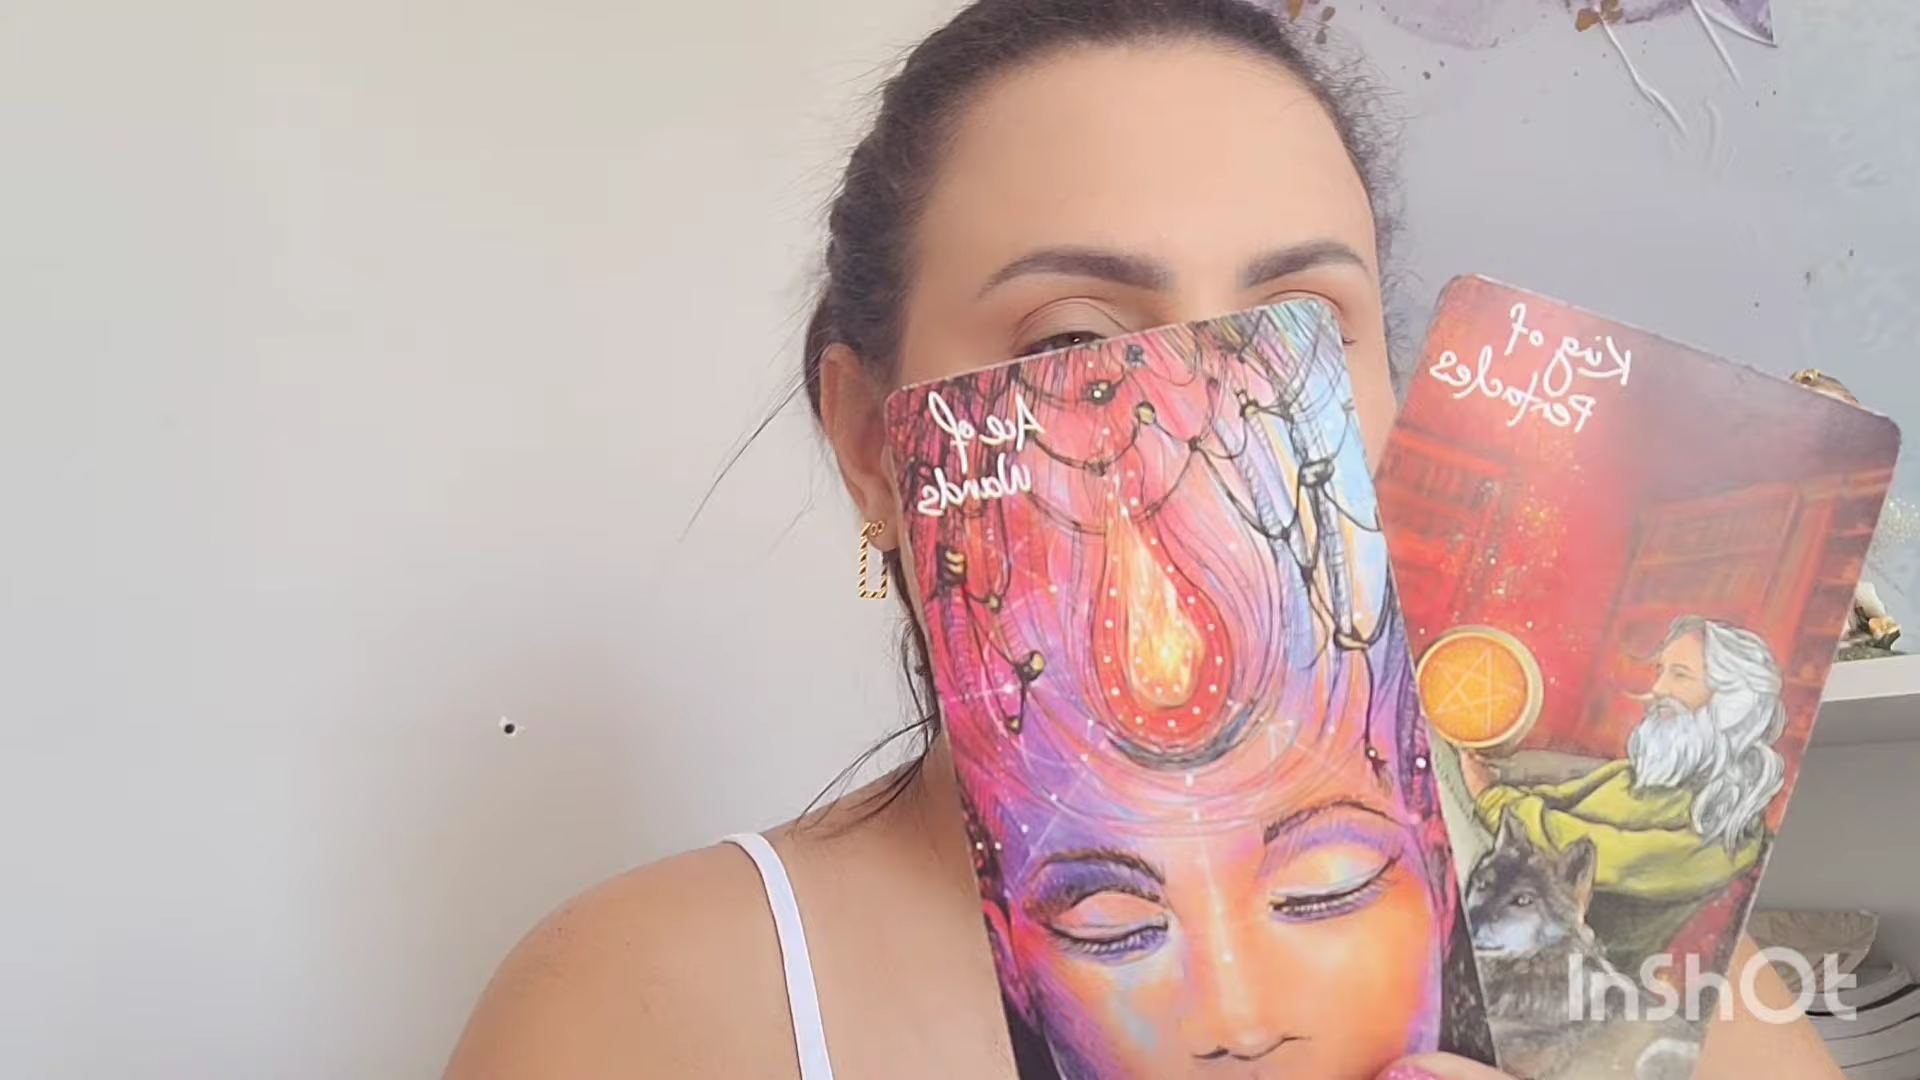 Ace of
Wands
King of
Pentacles
InShOt